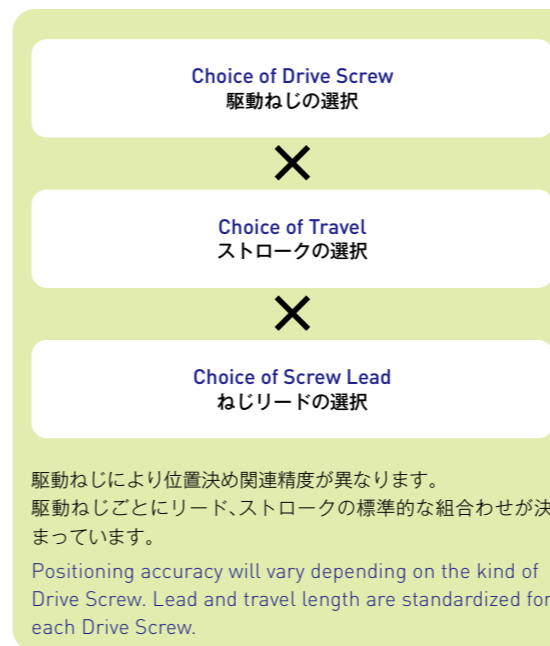 Choice of Drive Screw
駆動ねじの選択
×
Choice of Travel
ストロークの選択
×
Choice of Screw Lead
ねじリードの選択
駆動ねじにより位置決め関連精度が異なります。
駆動ねじごとにリード、ストロークの標準的な組合わせが決
まっています。
Positioning accuracy will vary depending on the kind of
Drive Screw. Lead and travel length are standardized for
each Drive Screw.